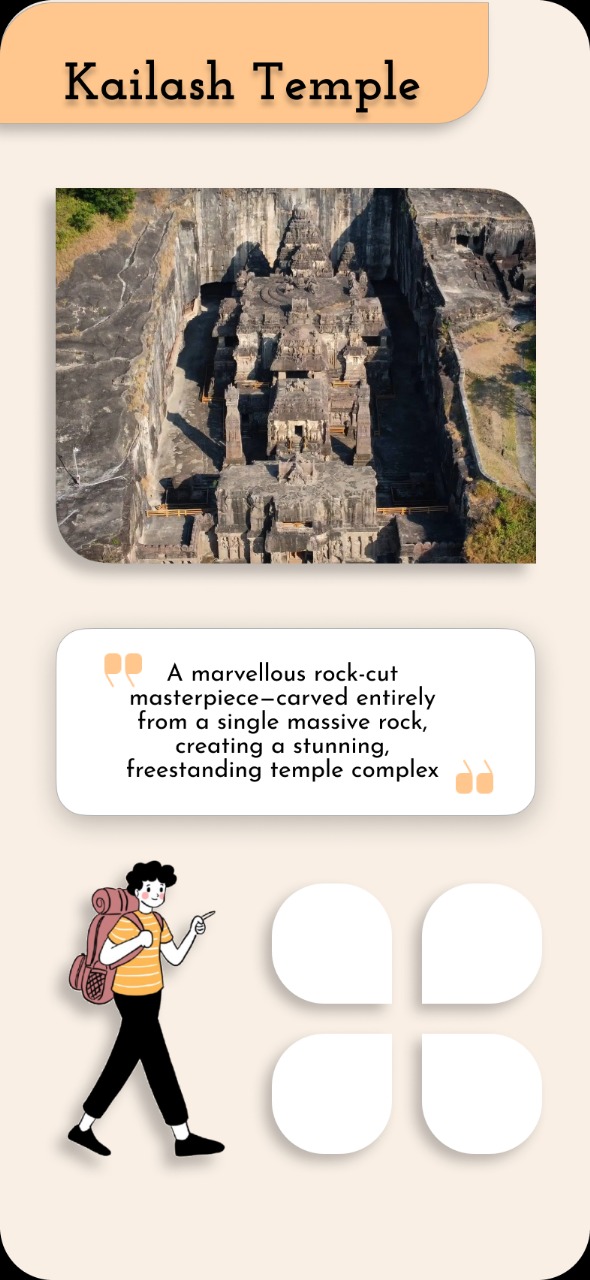 Kailash Temple
A marvellous rock-cut
masterpiece—carved entirely
from a single massive rock,
creating a stunning,
freestanding temple complex